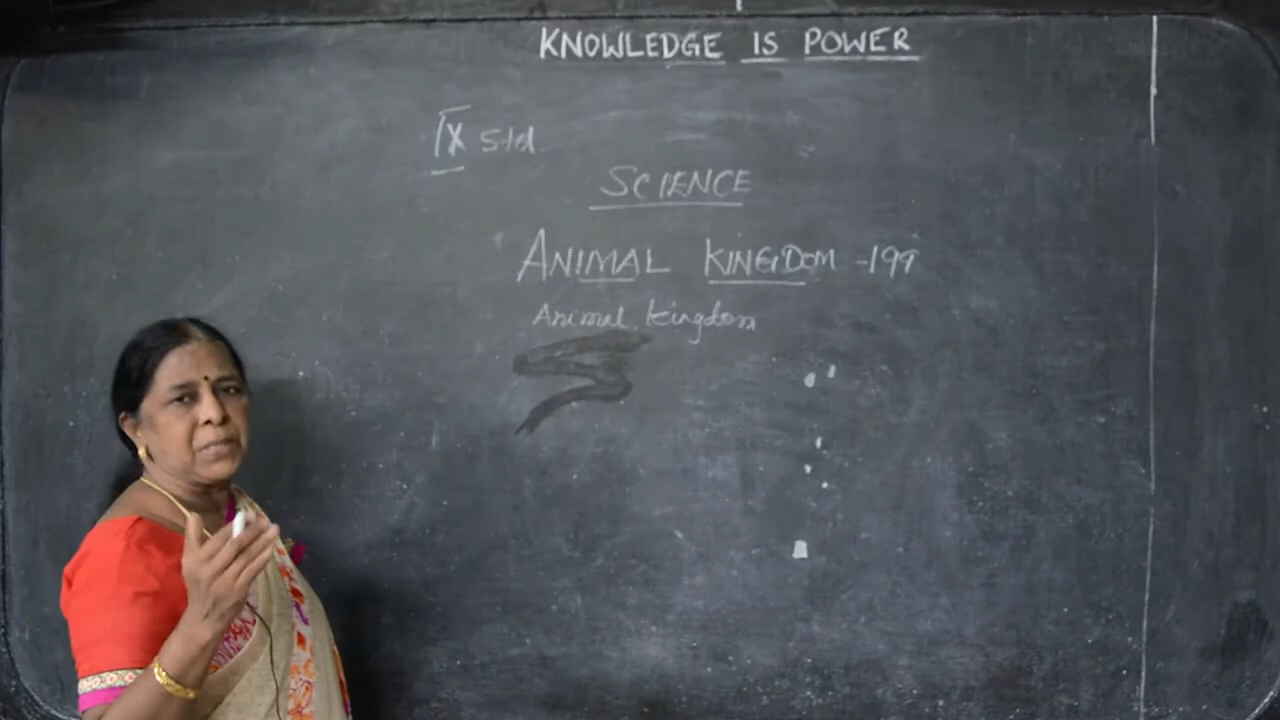 KNOWLEDGE IS POWER
IX Std
SCIENCE
ANIMAL KINGDOM -199
Animal kingdom